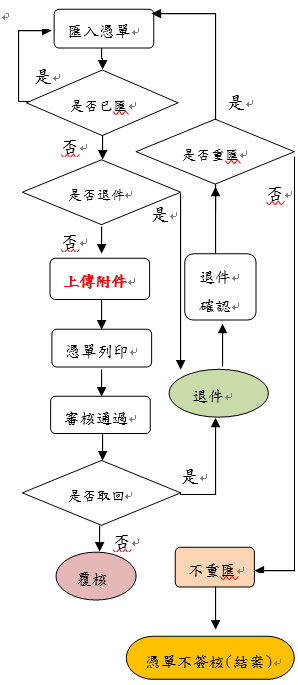 匯入憑單
是
是
是否已匯
否
是否重匯
是否退件
否
是
否
上傳附件
退件
確認
憑單列印
退件
審核通過
是
是否取回
否
覆核
不重匯
憑單不簽核(結案)